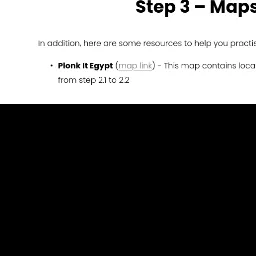 Step 3 – Maps
In addition, here are some resources to help you practi
• Plonk It Egypt (map link) - This map contains loca
from step 2.1 to 2.2